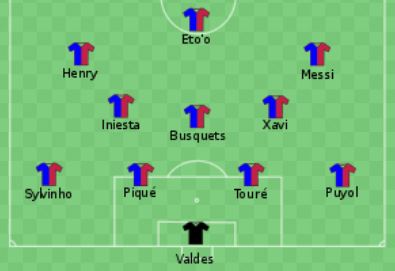 Eto'o
Henry
Messi
Iniesta
Busquets
Xavi
Sylvinho
Piqué
Touré
Puyol
Valdes